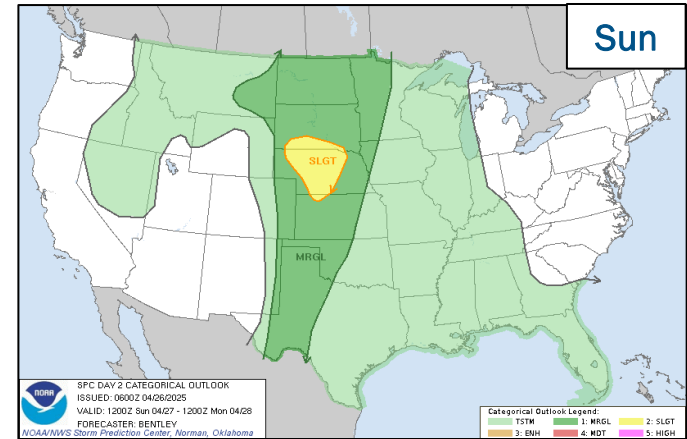 Sun
SLGT
MRGL
NOAA
SPC DAY 2 CATEGORICAL OUTLOOK
ISSUED: 0600Z 04/26/2025
VALID: 1200Z Sun 04/27 - 1200Z Mon 04/28
FORECASTER: BENTLEY
NOAA/NWS Storm Prediction Center, Norman, Oklahoma
Categorical Outlook Legend:
TSTM 1: MRGL 2: SLGT
3: ENH 4: MDT 5: HIGH